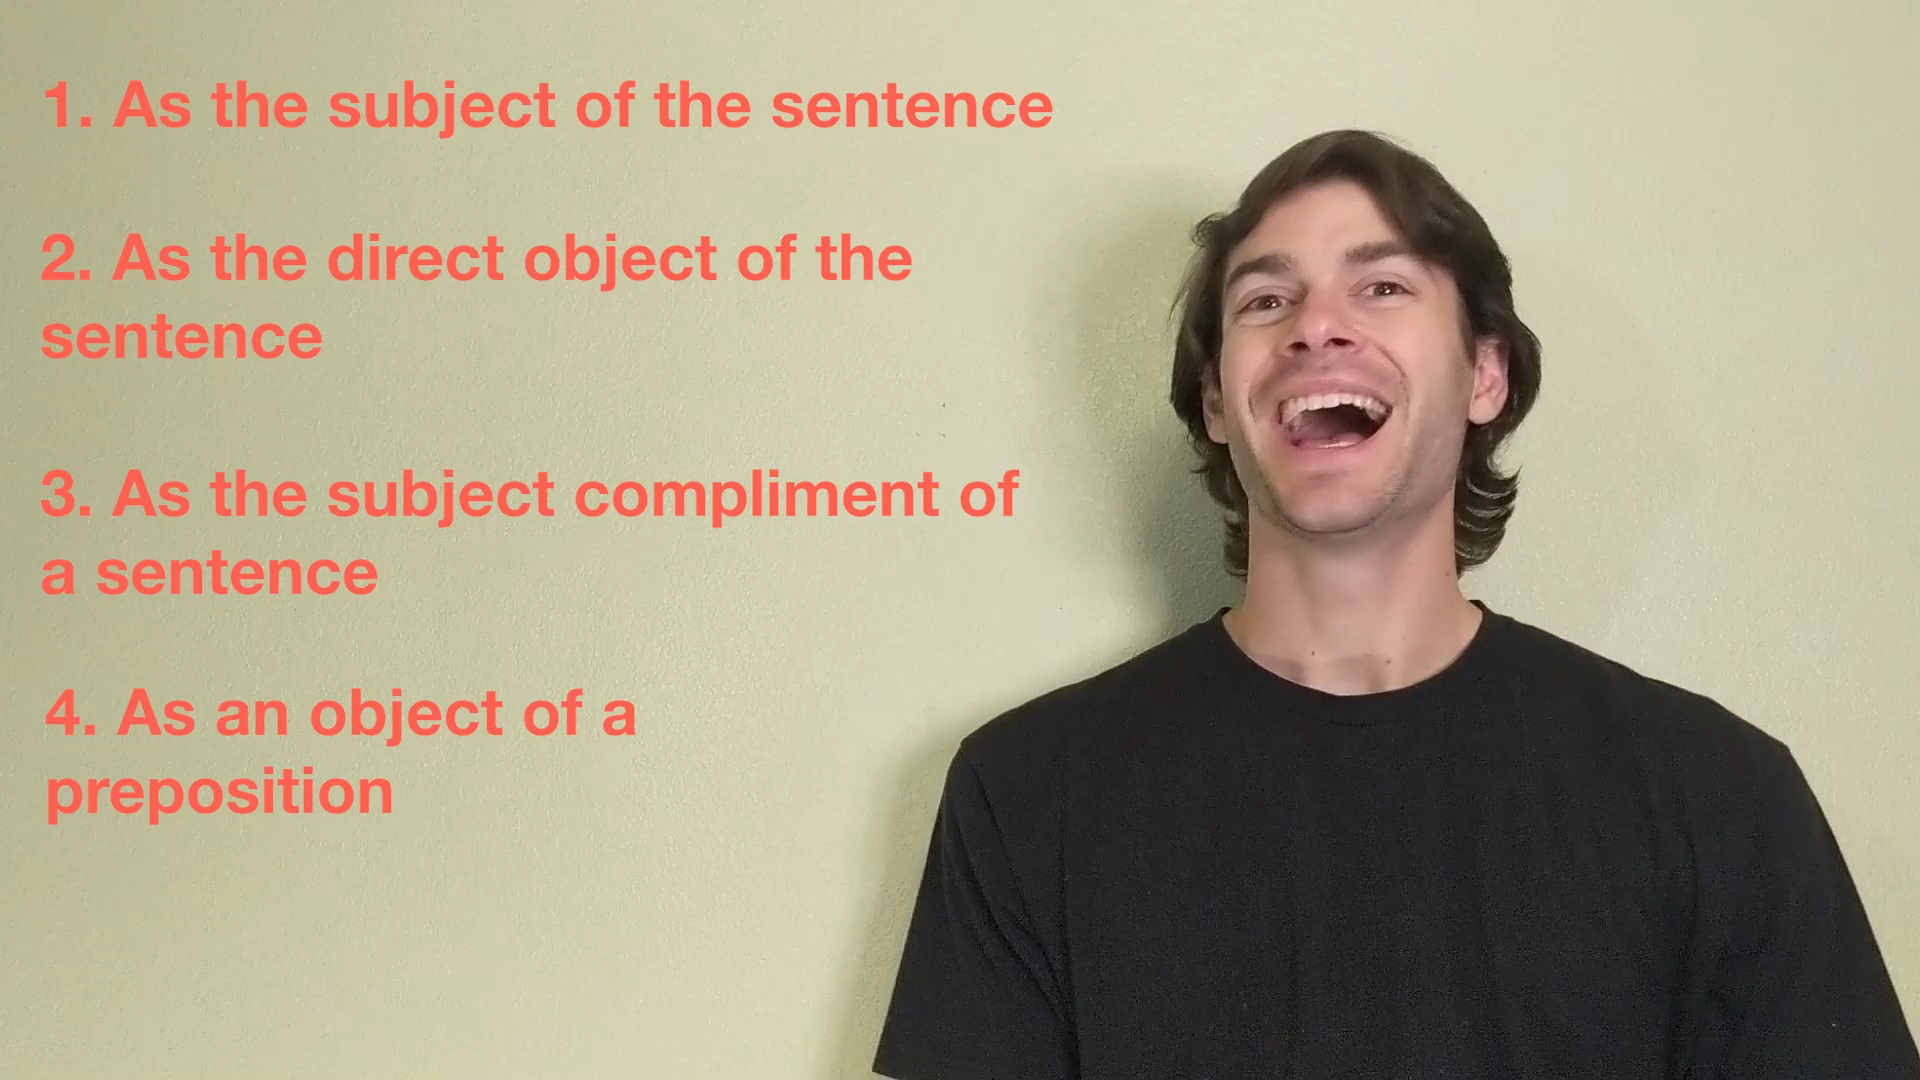 1. As the subject of the sentence
2. As the direct object of the
sentence
3. As the subject compliment of
a sentence
4. As an object of a
preposition